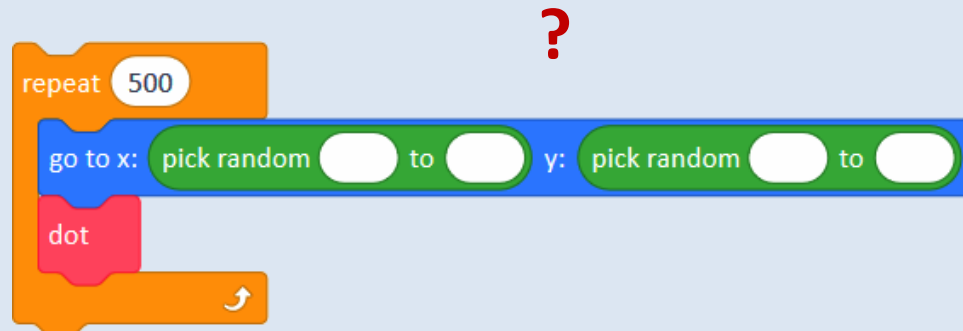 ?
repeat 500
go to x: pick random to y: pick random to
dot